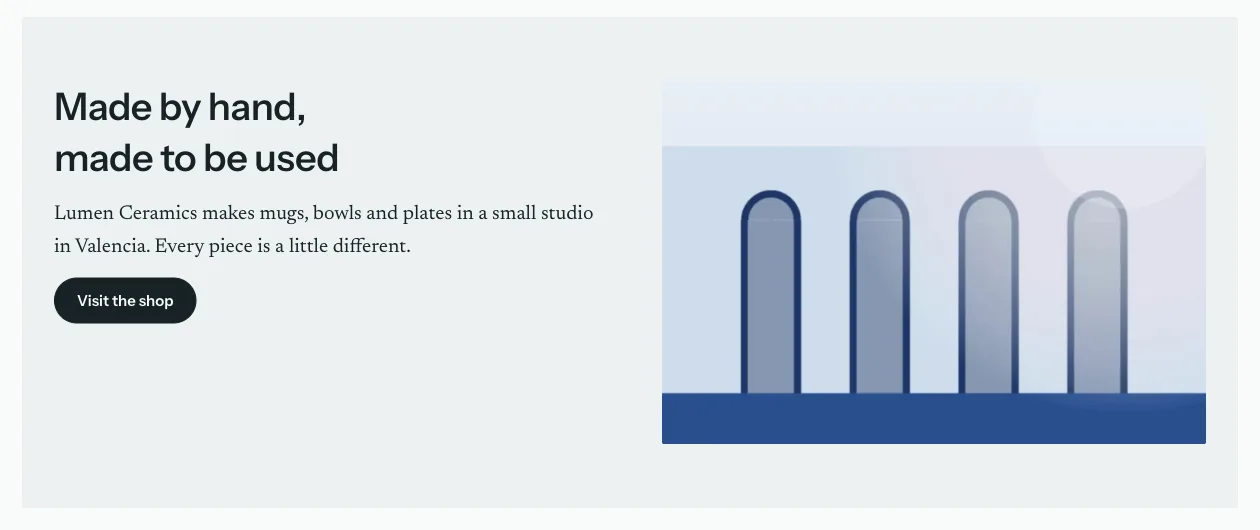 Made by hand,
made to be used
Lumen Ceramics makes mugs, bowls and plates in a small studio
in Valencia. Every piece is a little different.
Visit the shop